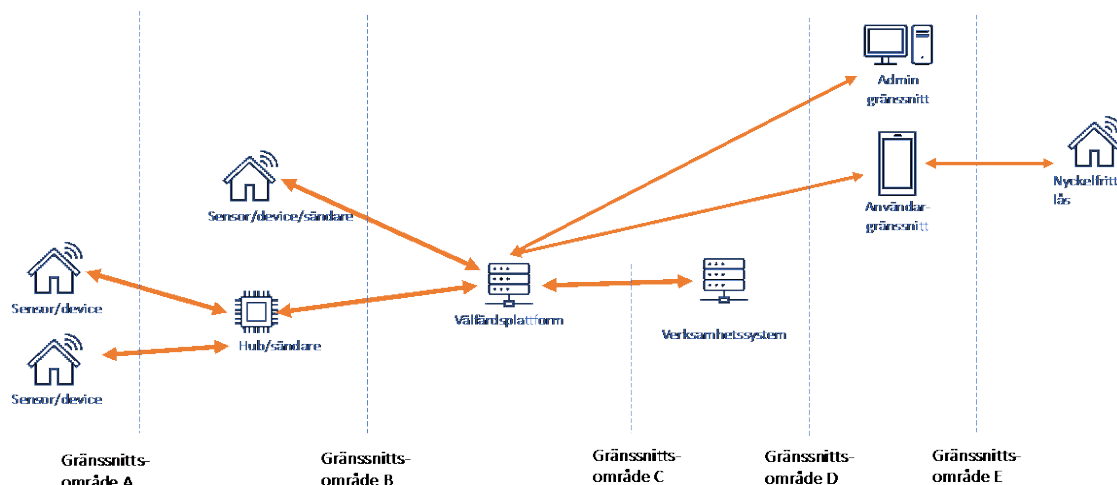 Admin
gränssnitt
Nyckelfritt
lås
Användar-
gränssnitt
Sensor/device/sändare
Sensor/device
Välfärdsplattform
Verksamhetssystem
Hub/sändare
Sensor/device
Gränssnitts-
område A
Gränssnitts-
område B
Gränssnitts-
område C
Gränssnitts-
område D
Gränssnitts-
område E